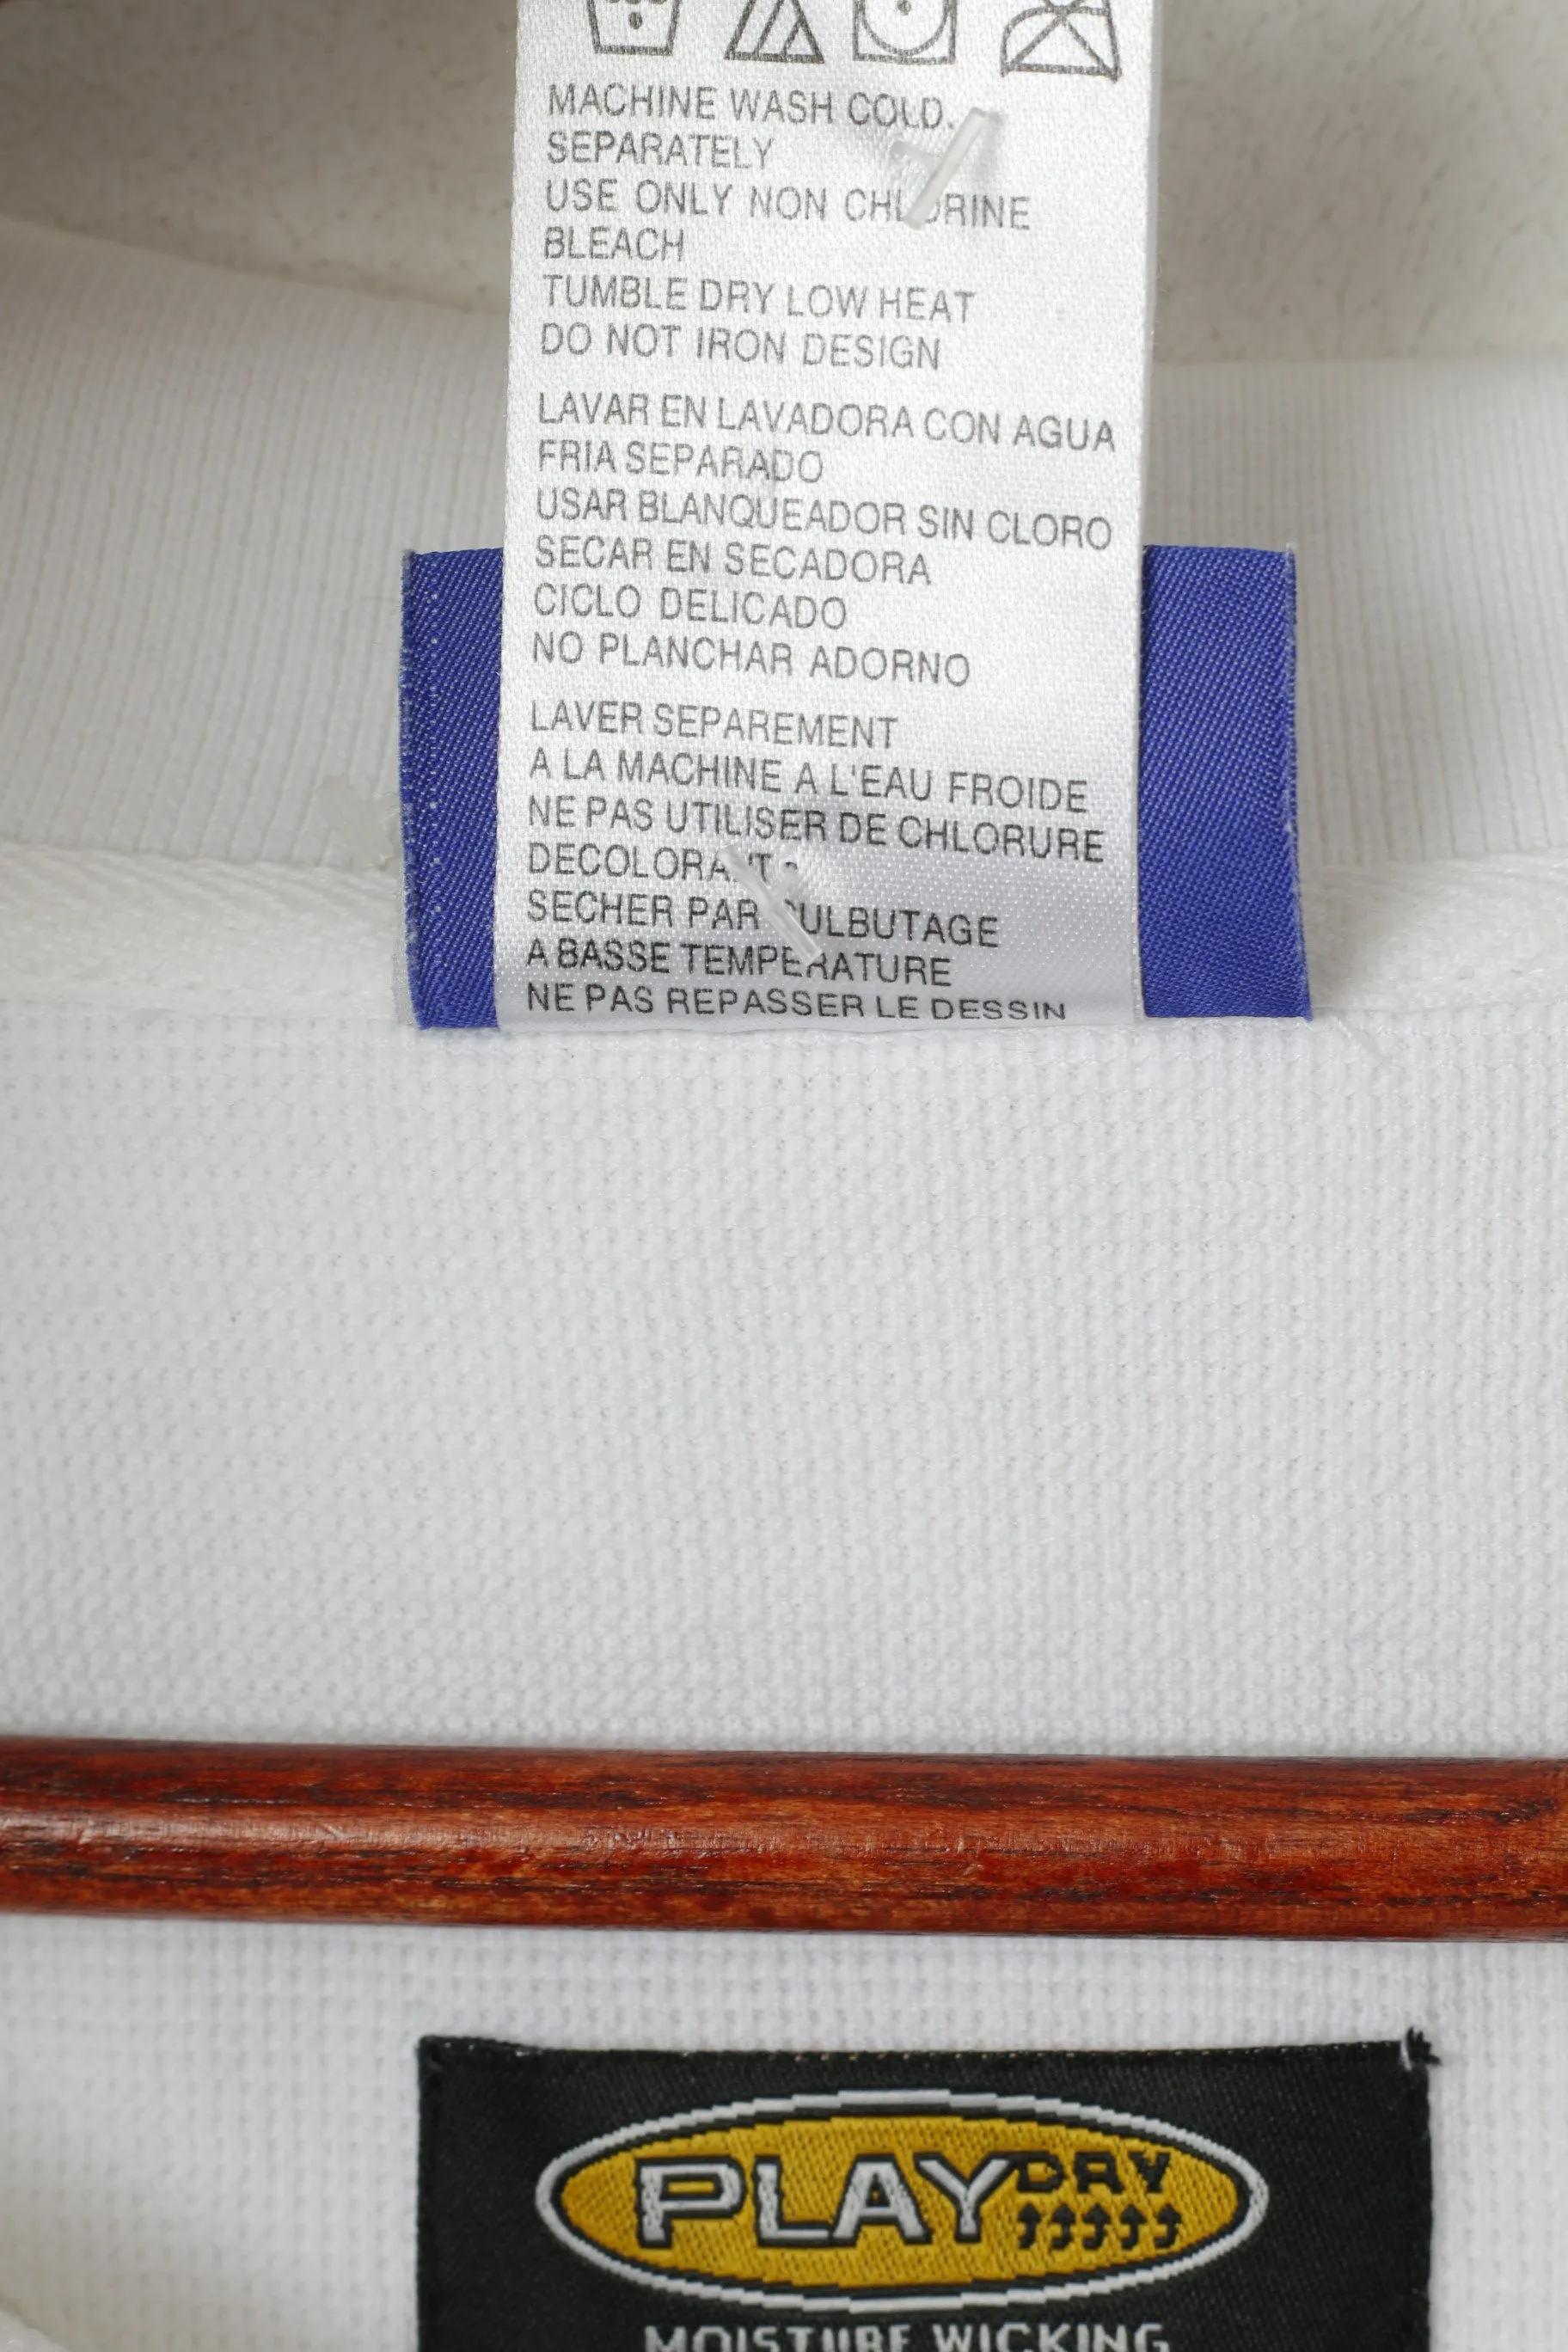 MACHINE WASH COLD.
SEPARATELY
USE ONLY NON CHLORINE
BLEACH
TUMBLE DRY LOW HEAT
DO NOT IRON DESIGN
LAVAR EN LAVADORA CON AGUA
FRIA SEPARADO
USAR BLANQUEADOR SIN CLORO
SECAR EN SECADORA
CICLO DELICADO
NO PLANCHAR ADORNO
LAVER SEPAREMENT
A LA MACHINE A L'EAU FROIDE
NE PAS UTILISER DE CHLORURE
DECOLORANTS
SECHER PAR CULBUTAGE
A BASSE TEMPERATURE
NE PAS REPASSER LE DESSIN
PLAY DRY
MOISTURE WICKING